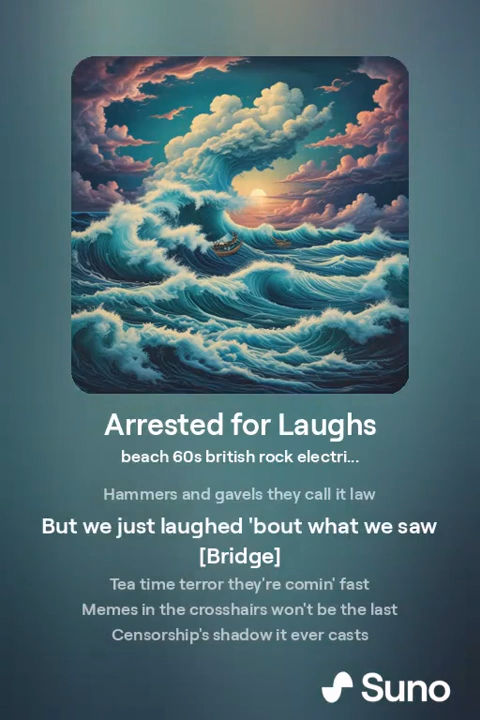 Arrested for Laughs
beach 60s british rock electri...
Hammers and gavels they call it law
But we just laughed 'bout what we saw
[Bridge]
Tea time terror they're comin' fast
Memes in the crosshairs won't be the last
Censorship's shadow it ever casts
Suno